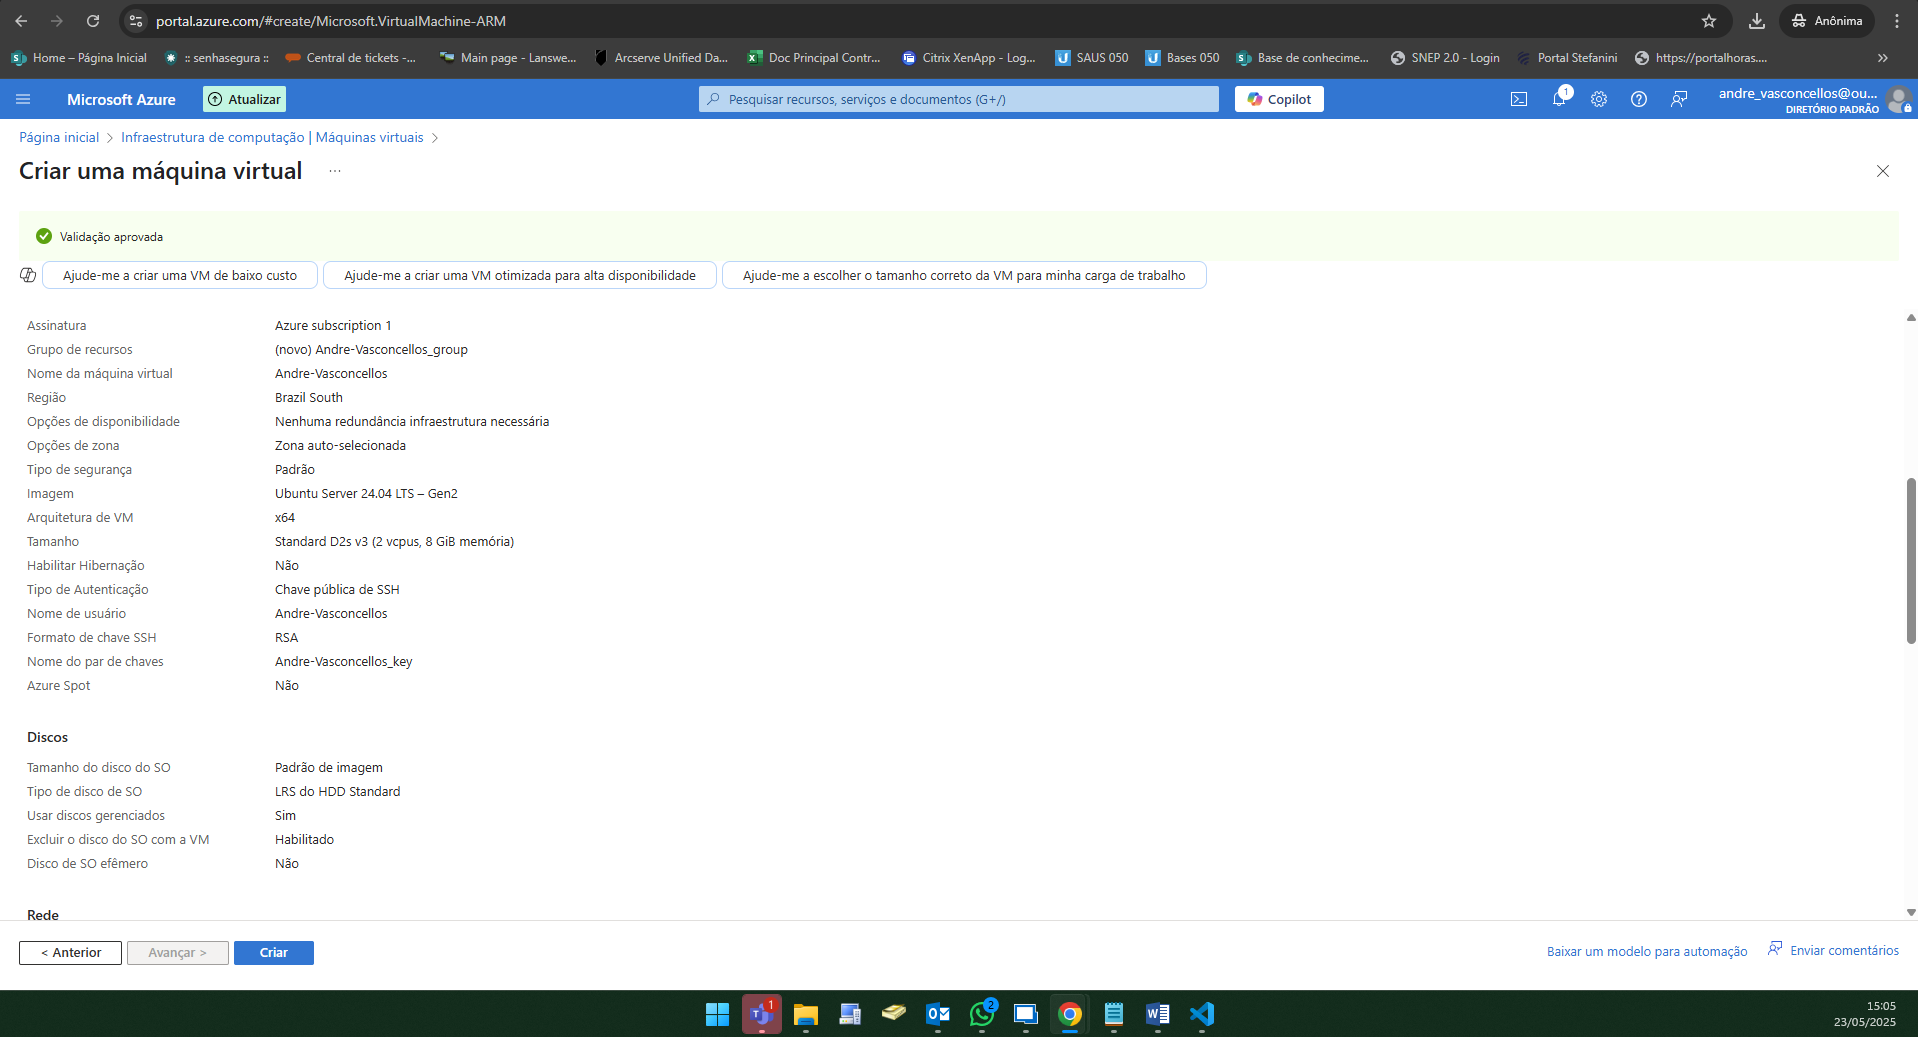 portal.azure.com/#create/Microsoft.VirtualMachine-ARM
Anônima
Home – Página Inicial
:: senhasegura ::
Central de tickets -...
Main page - Lanswe...
Arcserve Unified Da...
Doc Principal Contr...
Citrix XenApp - Log...
SAUS 050
Bases 050
Base de conhecime...
SNEP 2.0 - Login
Portal Stefanini
https://portalhoras....
»
Microsoft Azure
Atualizar
Pesquisar recursos, serviços e documentos (G+/)
Copilot
1
andre_vasconcellos@ou...
DIRETÓRIO PADRÃO
Página inicial > Infraestrutura de computação | Máquinas virtuais >
Criar uma máquina virtual ...
Validação aprovada
Ajude-me a criar uma VM de baixo custo
Ajude-me a criar uma VM otimizada para alta disponibilidade
Ajude-me a escolher o tamanho correto da VM para minha carga de trabalho
Assinatura Azure subscription 1
Grupo de recursos (novo) Andre-Vasconcellos_group
Nome da máquina virtual Andre-Vasconcellos
Região Brazil South
Opções de disponibilidade Nenhuma redundância infraestrutura necessária
Opções de zona Zona auto-selecionada
Tipo de segurança Padrão
Imagem Ubuntu Server 24.04 LTS – Gen2
Arquitetura de VM x64
Tamanho Standard D2s v3 (2 vcpus, 8 GiB memória)
Habilitar Hibernação Não
Tipo de Autenticação Chave pública de SSH
Nome de usuário Andre-Vasconcellos
Formato de chave SSH RSA
Nome do par de chaves Andre-Vasconcellos_key
Azure Spot Não
Discos
Tamanho do disco do SO Padrão de imagem
Tipo de disco de SO LRS do HDD Standard
Usar discos gerenciados Sim
Excluir o disco do SO com a VM Habilitado
Disco de SO efêmero Não
Rede
< Anterior
Avançar >
Criar
Baixar um modelo para automação
Enviar comentários
1
2
15:05
23/05/2025